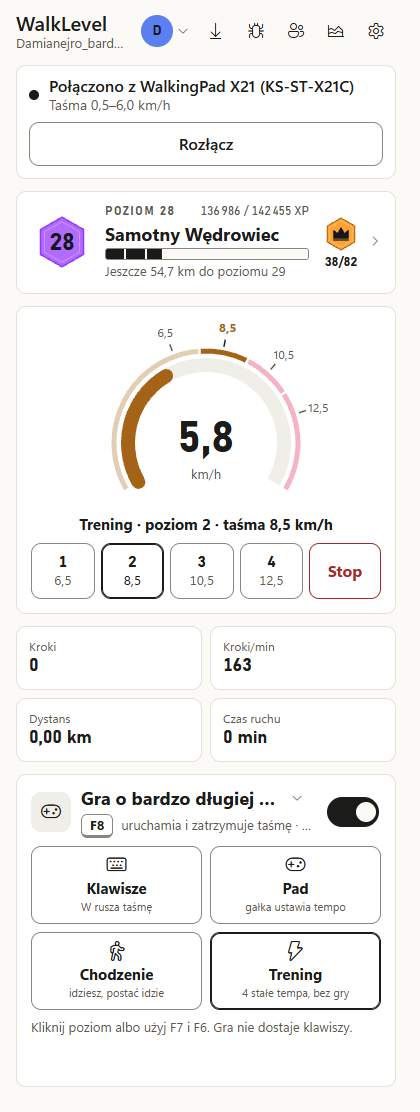 WalkLevel
Damianejro_bard...
D
Połączono z WalkingPad X21 (KS-ST-X21C)
Taśma 0,5–6,0 km/h
Rozłącz
28
POZIOM 28 136 986 / 142 455 XP
Samotny Wędrowiec
Jeszcze 54,7 km do poziomu 29
38/82
6,5
8,5
10,5
12,5
5,8
km/h
Trening · poziom 2 · taśma 8,5 km/h
1 2 3 4
6,5 8,5 10,5 12,5
Stop
Kroki Kroki/min
0 163
Dystans Czas ruchu
0,00 km 0 min
Gra o bardzo długiej ...
F8 uruchamia i zatrzymuje taśmę · ...
Klawisze Pad
W rusza taśmę gałka ustawia tempo
Chodzenie Trening
idziesz, postać idzie 4 stałe tempa, bez gry
Kliknij poziom albo użyj F7 i F6. Gra nie dostaje klawiszy.